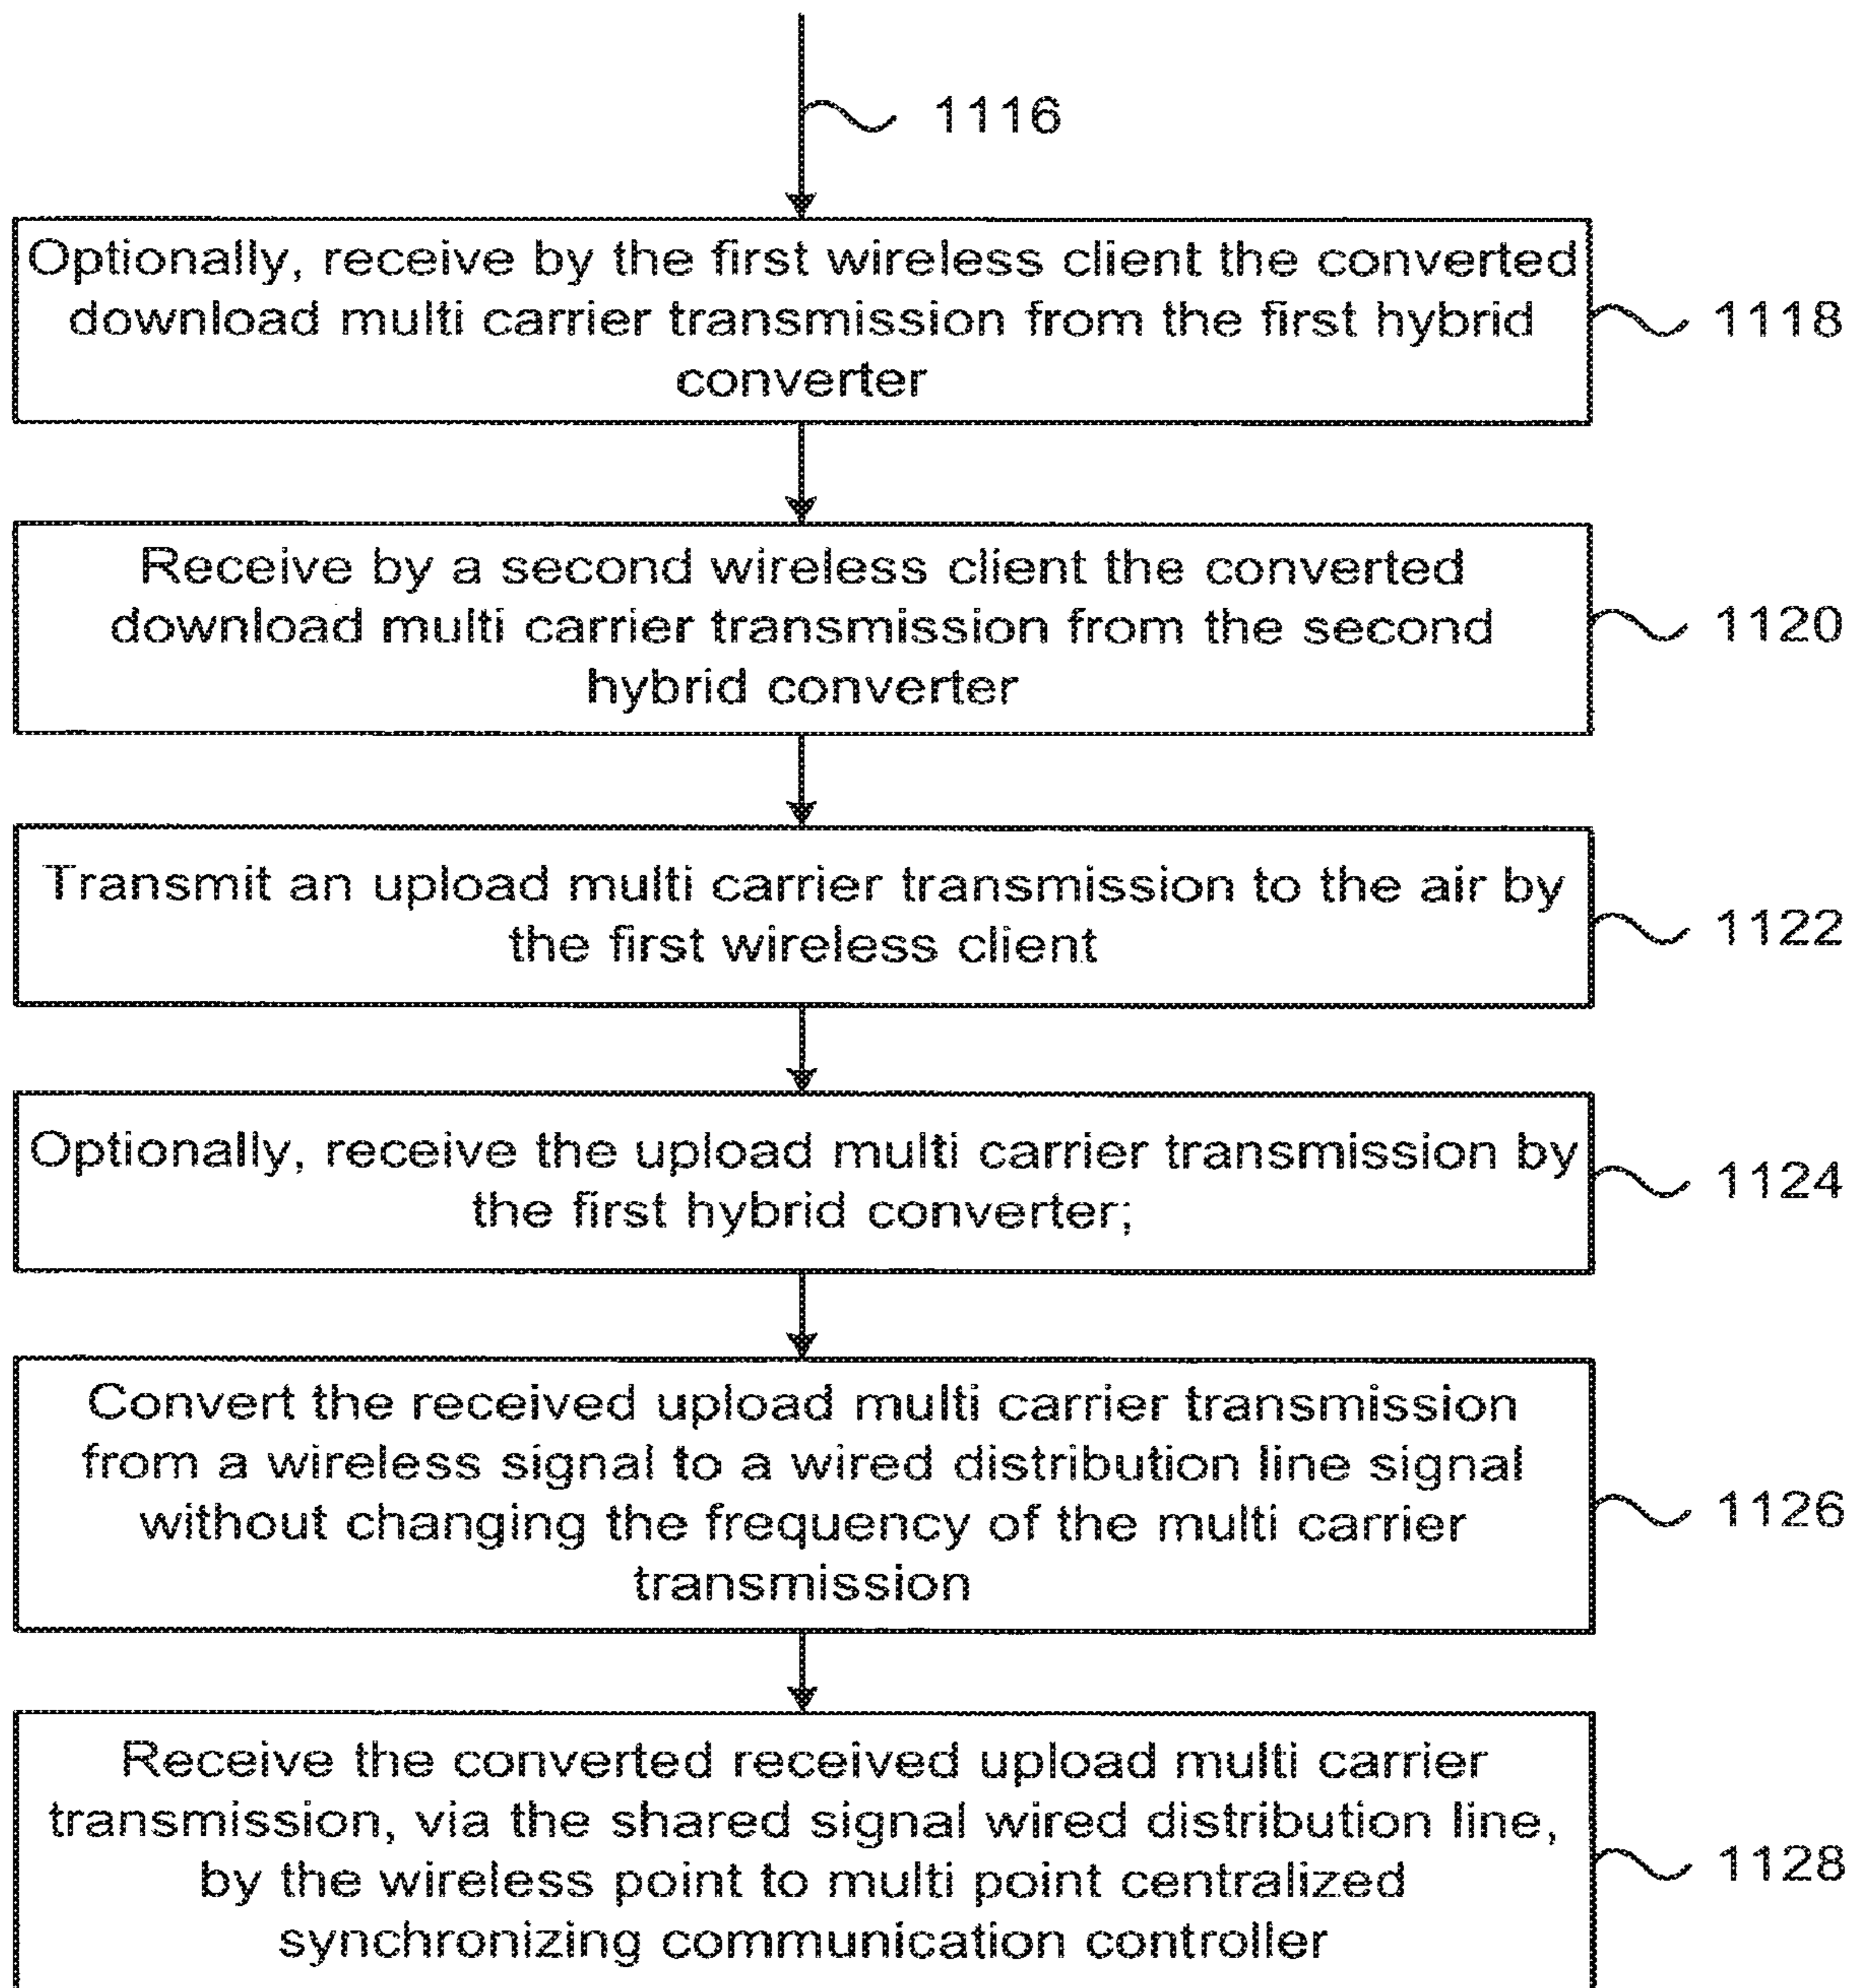 1116
Optionally, receive by the first wireless client the converted
download multi carrier transmission from the first hybrid
converter
1118
Receive by a second wireless client the converted
download multi carrier transmission from the second
hybrid converter
1120
Transmit an upload multi carrier transmission to the air by
the first wireless client
1122
Optionally, receive the upload multi carrier transmission by
the first hybrid converter;
1124
Convert the received upload multi carrier transmission
from a wireless signal to a wired distribution line signal
without changing the frequency of the multi carrier
transmission
1126
Receive the converted received upload multi carrier
transmission, via the shared signal wired distribution line,
by the wireless point to multi point centralized
synchronizing communication controller
1128